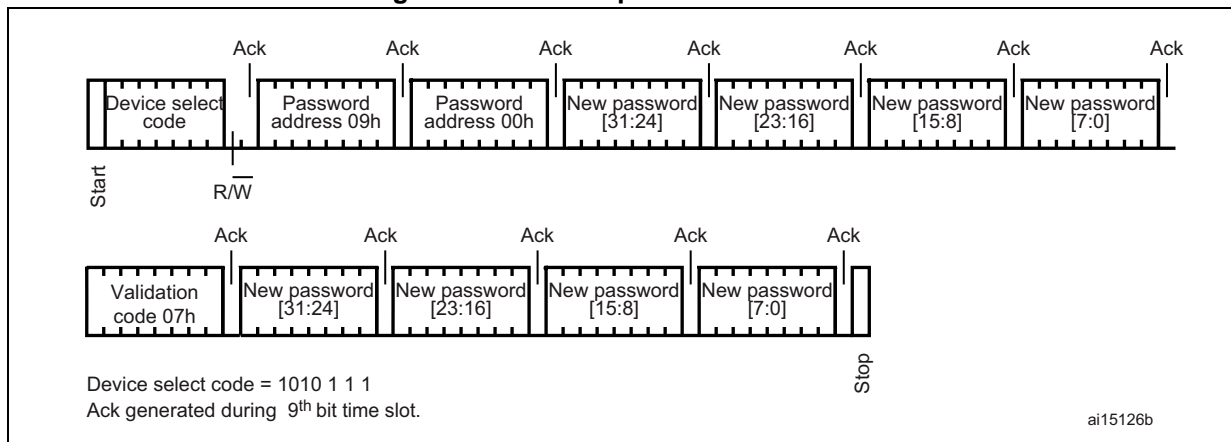 Ack Ack Ack Ack Ack Ack Ack
Device select code Password address 09h Password address 00h New password [31:24] New password [23:16] New password [15:8] New password [7:0]
Start
R/W
Ack Ack Ack Ack Ack
Validation code 07h New password [31:24] New password [23:16] New password [15:8] New password [7:0]
Stop
Device select code = 1010 1 1 1
Ack generated during 9th bit time slot.
ai15126b